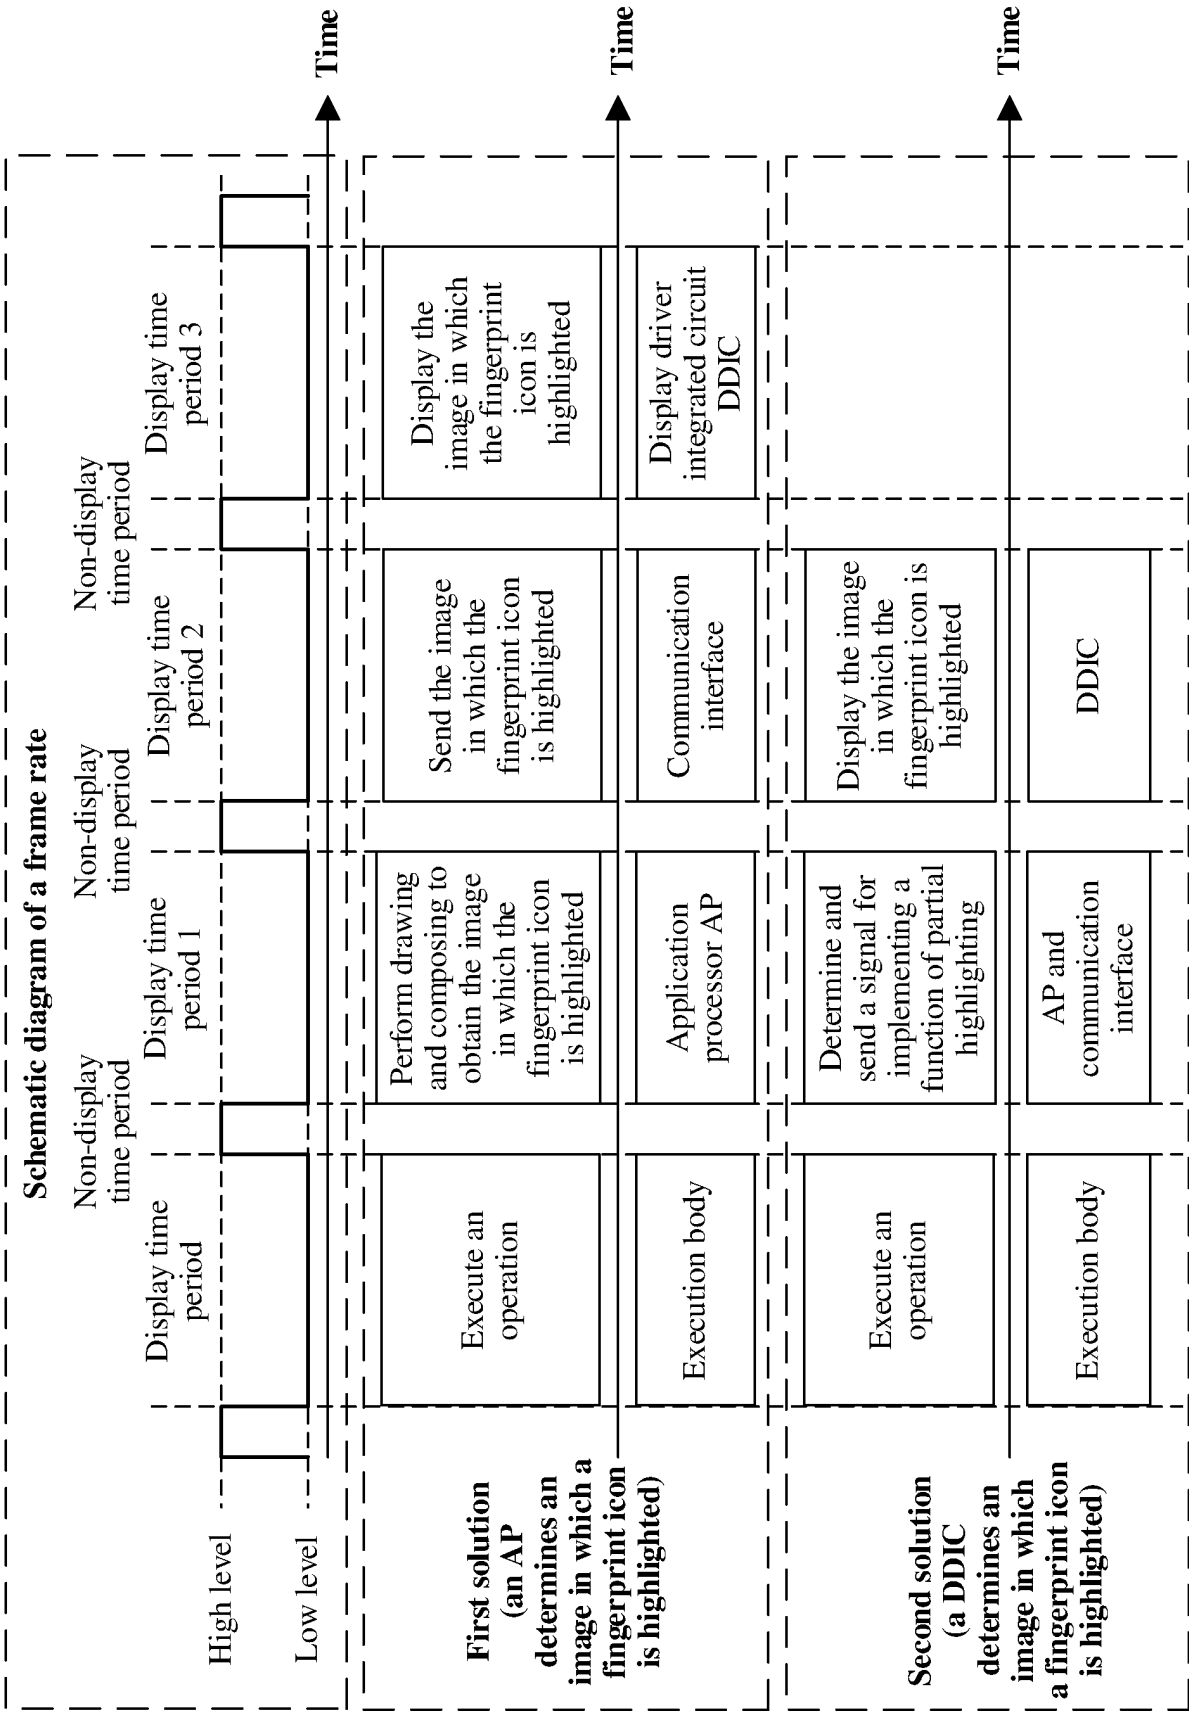 Schematic diagram of a frame rate
Non-display
time period
Non-display
time period
Non-display
time period
Display time
period
Display time
period 1
Display time
period 2
Display time
period 3
High level
Low level
Time
First solution
(an AP
determines an
image in which a
fingerprint icon
is highlighted)
Execute an
operation
Perform drawing
and composing to
obtain the image
in which the
fingerprint icon
is highlighted
Send the image
in which the
fingerprint icon
is highlighted
Display the
image in which
the fingerprint
icon is
highlighted
Time
Execution body
Application
processor AP
Communication
interface
Display driver
integrated circuit
DDIC
Second solution
(a DDIC
determines an
image in which
a fingerprint icon
is highlighted)
Execute an
operation
Determine and
send a signal for
implementing a
function of partial
highlighting
Display the image
in which the
fingerprint icon is
highlighted
Time
Execution body
AP and
communication
interface
DDIC